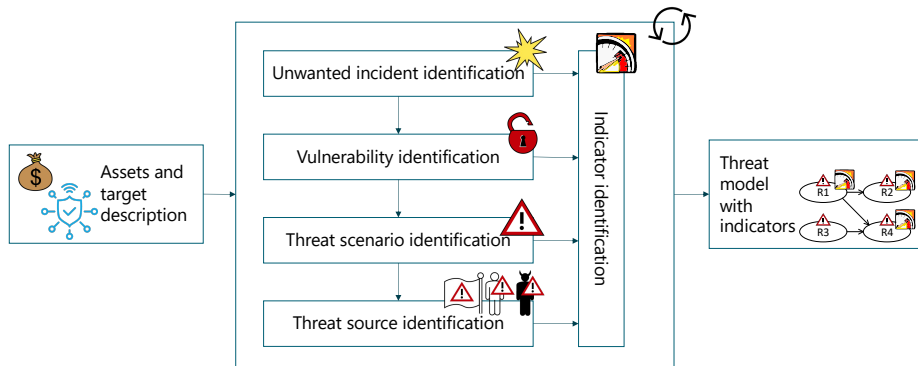 Assets and
target
description
$
Unwanted incident identification
Vulnerability identification
Threat scenario identification
Threat source identification
Indicator identification
Threat
model
with
indicators
R1
R2
R3
R4